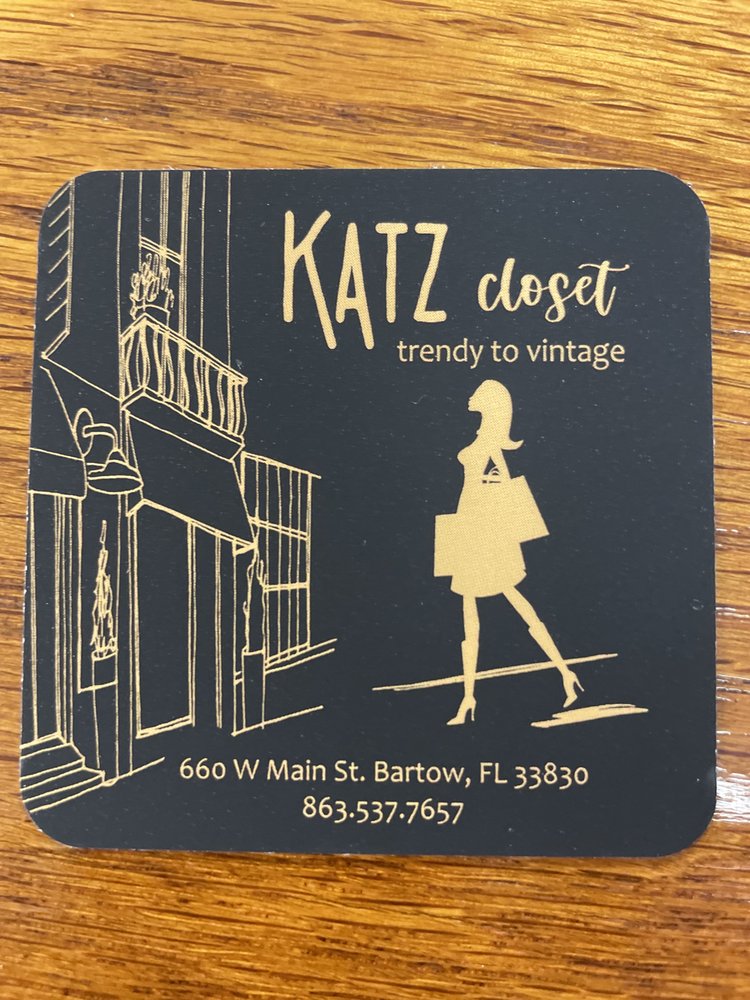 KATZ closet
trendy to vintage
660 W Main St. Bartow, FL 33830
863.537.7657